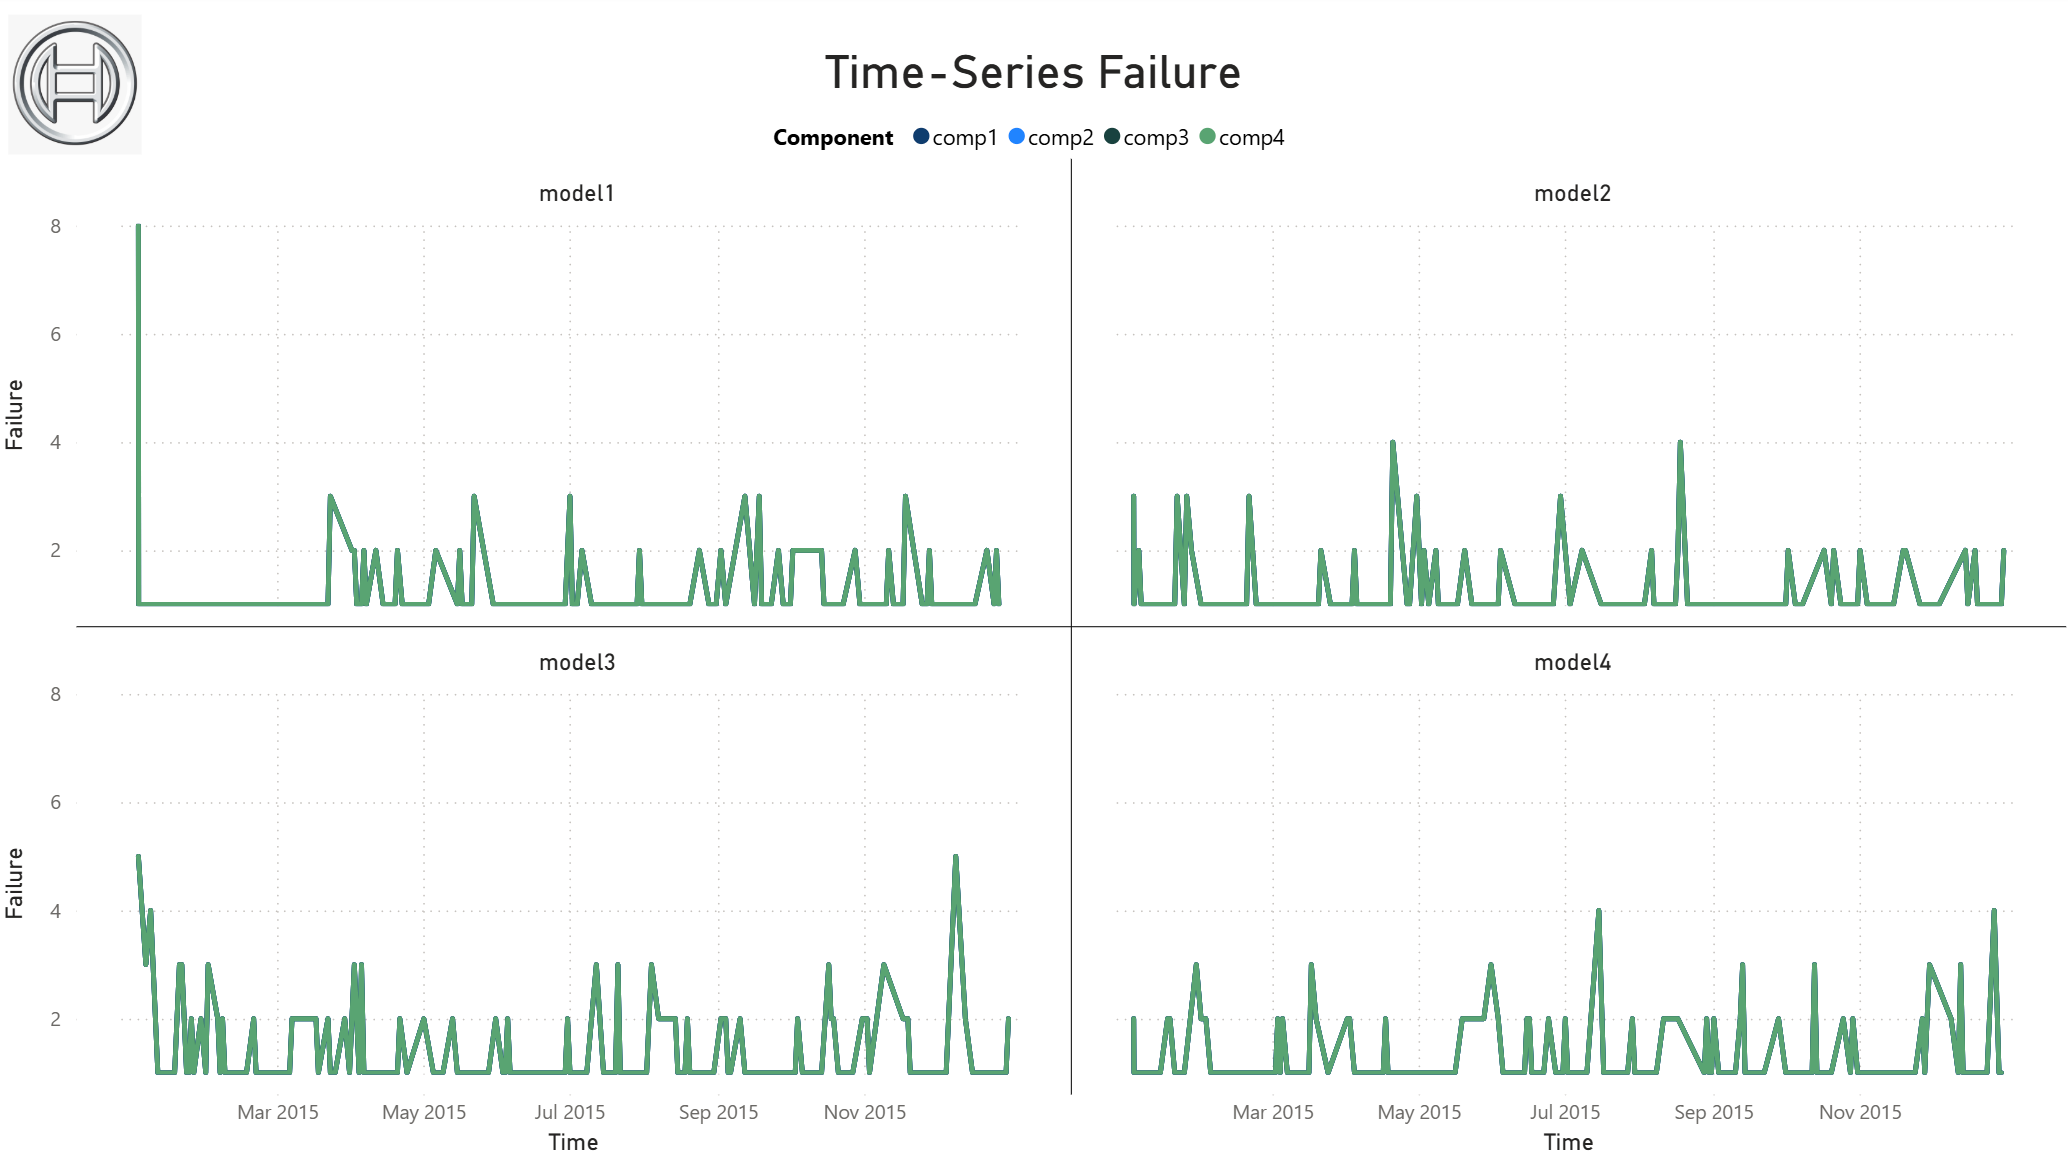 Time-Series Failure
Component comp1 comp2 comp3 comp4
model1
model2
8
6
4
2
Failure
model3
model4
8
6
4
2
Failure
Mar 2015 May 2015 Jul 2015 Sep 2015 Nov 2015
Mar 2015 May 2015 Jul 2015 Sep 2015 Nov 2015
Time
Time